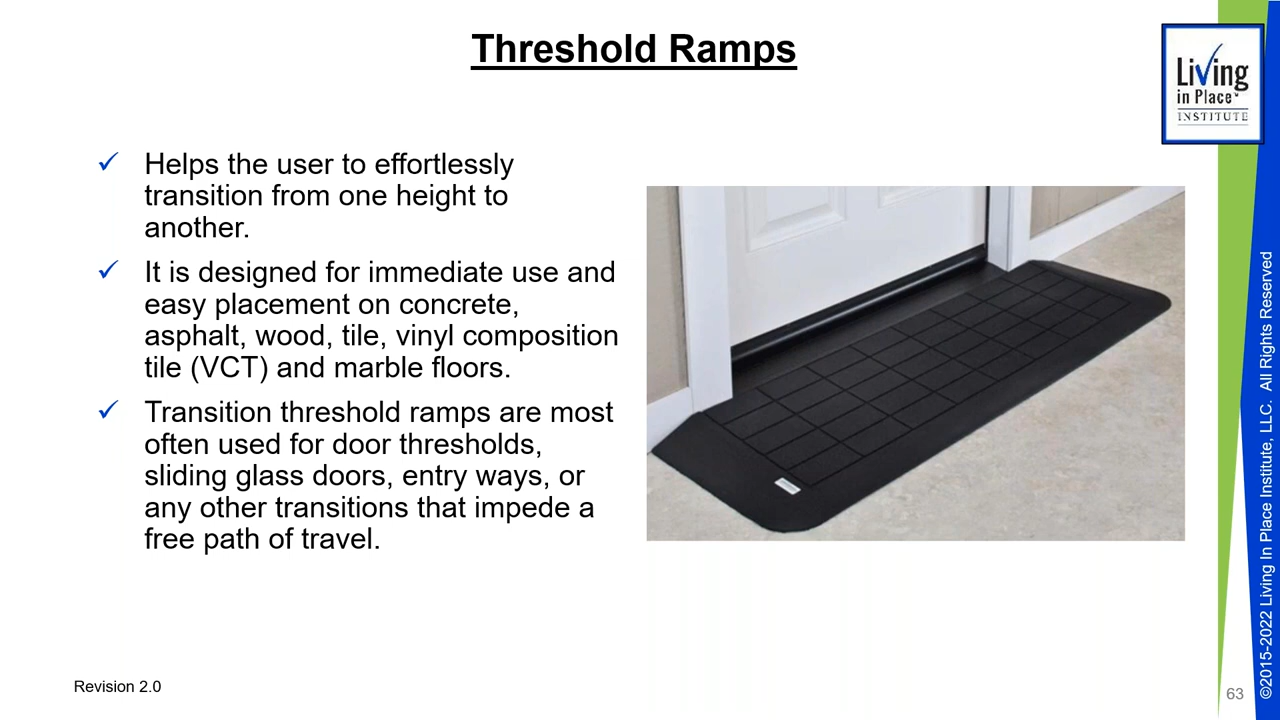 Threshold Ramps
Living
in Place
INSTITUTE
✓ Helps the user to effortlessly
transition from one height to
another.
✓ It is designed for immediate use and
easy placement on concrete,
asphalt, wood, tile, vinyl composition
tile (VCT) and marble floors.
✓ Transition threshold ramps are most
often used for door thresholds,
sliding glass doors, entry ways, or
any other transitions that impede a
free path of travel.
Revision 2.0
63
©2015-2022 Living In Place Institute, LLC. All Rights Reserved